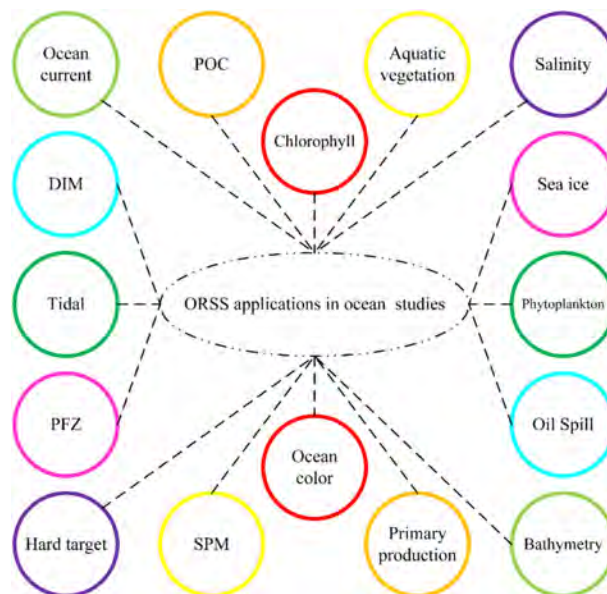 Ocean
current
POC
Aquatic
vegetation
Salinity
Chlorophyll
DIM
Sea ice
Tidal
ORSS applications in ocean studies
Phytoplankton
PFZ
Oil Spill
Ocean
color
Hard target
SPM
Primary
production
Bathymetry